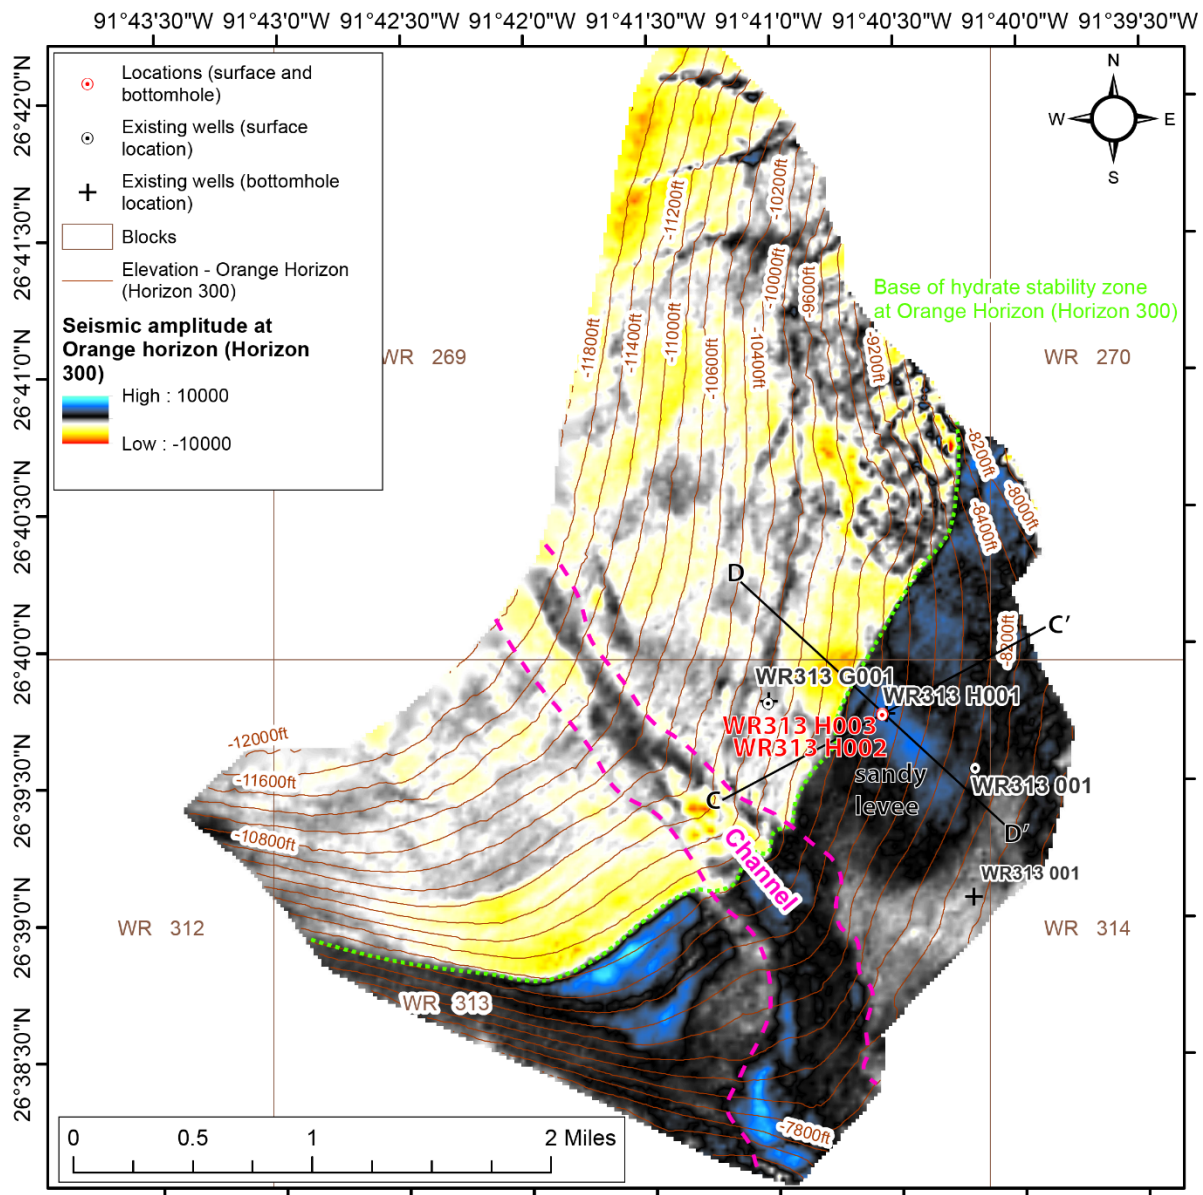 91°43'30"W 91°43'0"W 91°42'30"W 91°42'0"W 91°41'30"W 91°41'0"W 91°40'30"W 91°40'0"W 91°39'30"W
26°42'0"N
26°41'30"N
26°41'0"N
26°40'30"N
26°40'0"N
26°39'30"N
26°39'0"N
26°38'30"N
Locations (surface and
bottomhole)
Existing wells (surface
location)
Existing wells (bottomhole
location)
Blocks
Elevation - Orange Horizon
(Horizon 300)
Seismic amplitude at
Orange horizon (Horizon
300)
High : 10000
Low : -10000
N
W E
S
Base of hydrate stability zone
at Orange Horizon (Horizon 300)
WR 269
WR 270
-11200ft
-10200ft
-10000ft
-9600ft
-11800ft
-11400ft
-11000ft
-10600ft
-10400ft
-9200ft
-8200ft
-8000ft
-8400ft
D
C'
-8200ft
WR313 G001
WR313 H001
WR313 H003
WR313 H002
sandy
levee
WR313 001
C
D'
Channel
WR313 001
-12000ft
-11600ft
-10800ft
WR 312
WR 314
WR 313
-7800ft
0 0.5 1 2 Miles